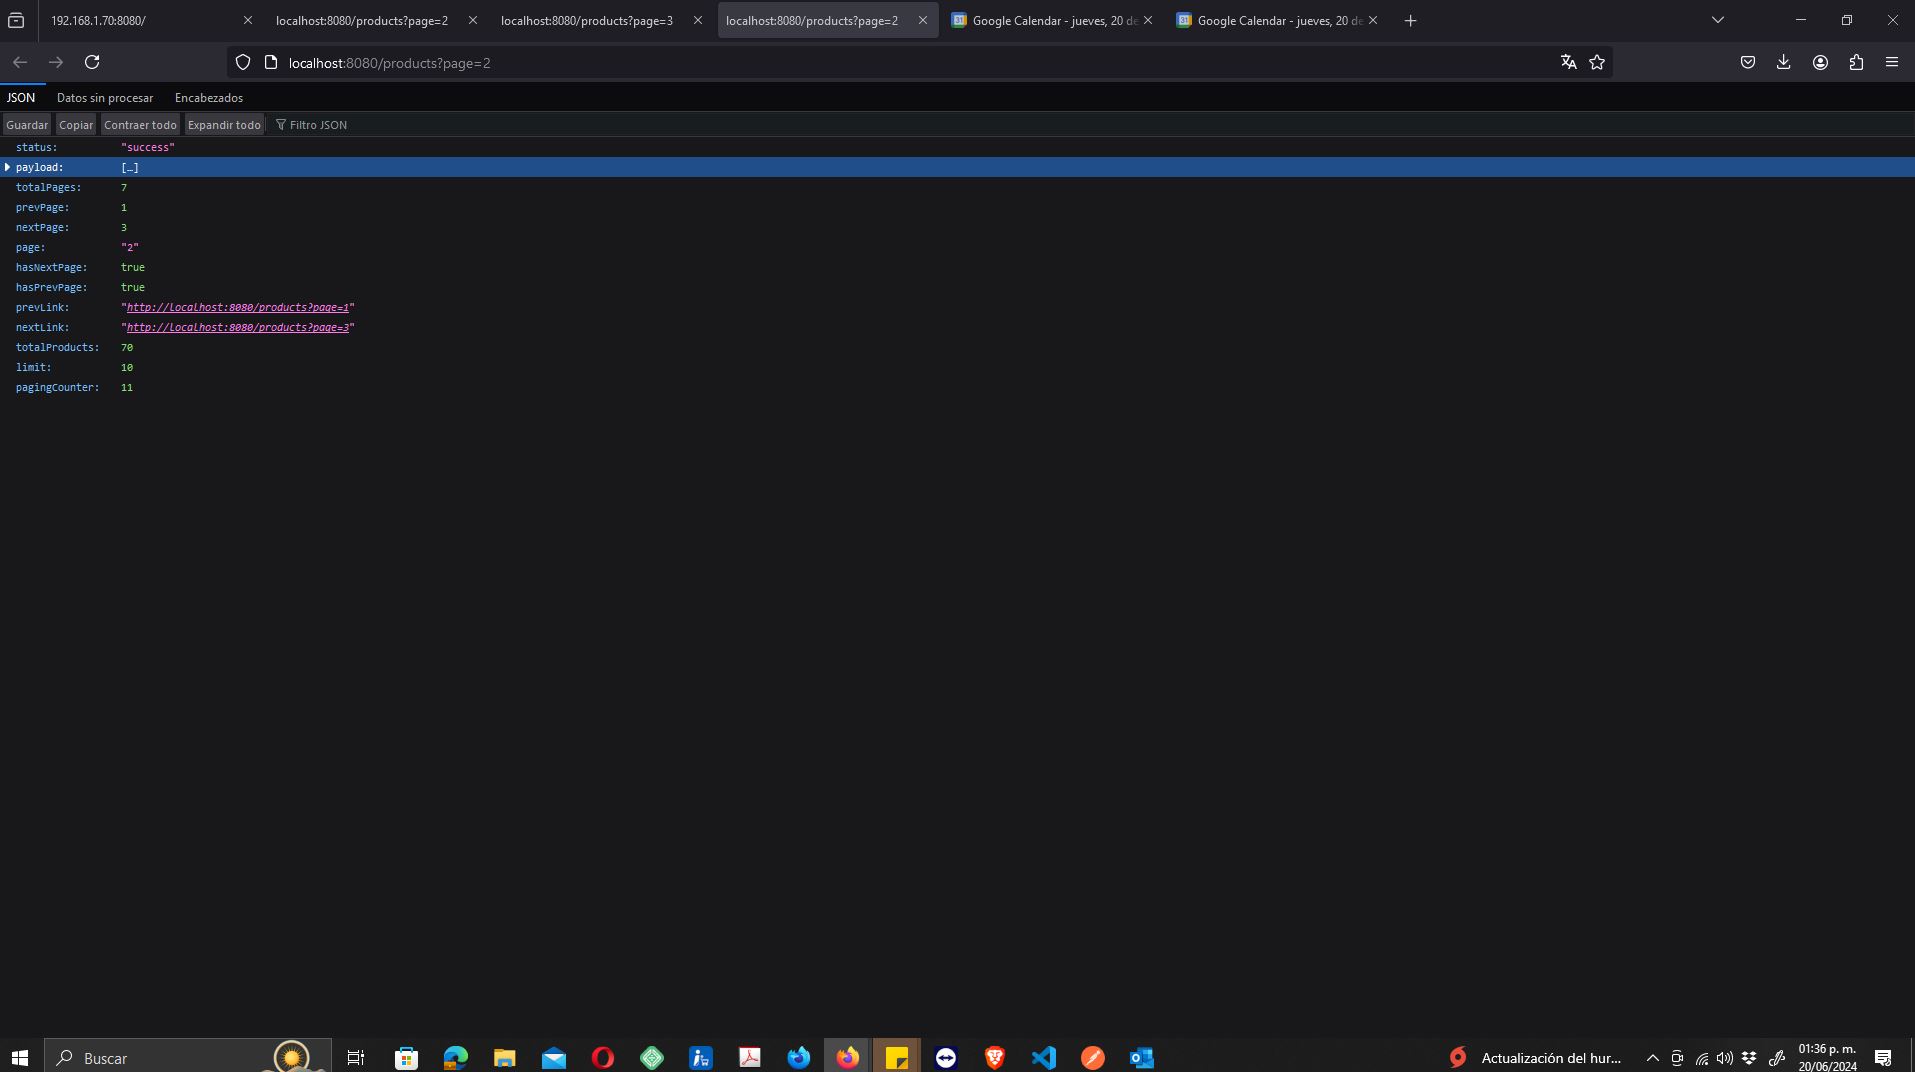 192.168.1.70:8080/
localhost:8080/products?page=2
localhost:8080/products?page=3
localhost:8080/products?page=2
Google Calendar - jueves, 20 de
Google Calendar - jueves, 20 de
localhost:8080/products?page=2
JSON
Datos sin procesar
Encabezados
Guardar
Copiar
Contraer todo
Expandir todo
Filtro JSON
status: "success"
payload: […]
totalPages: 7
prevPage: 1
nextPage: 3
page: "2"
hasNextPage: true
hasPrevPage: true
prevLink: "http://localhost:8080/products?page=1"
nextLink: "http://localhost:8080/products?page=3"
totalProducts: 70
limit: 10
pagingCounter: 11
Buscar
Actualización del hur...
01:36 p. m.
20/06/2024